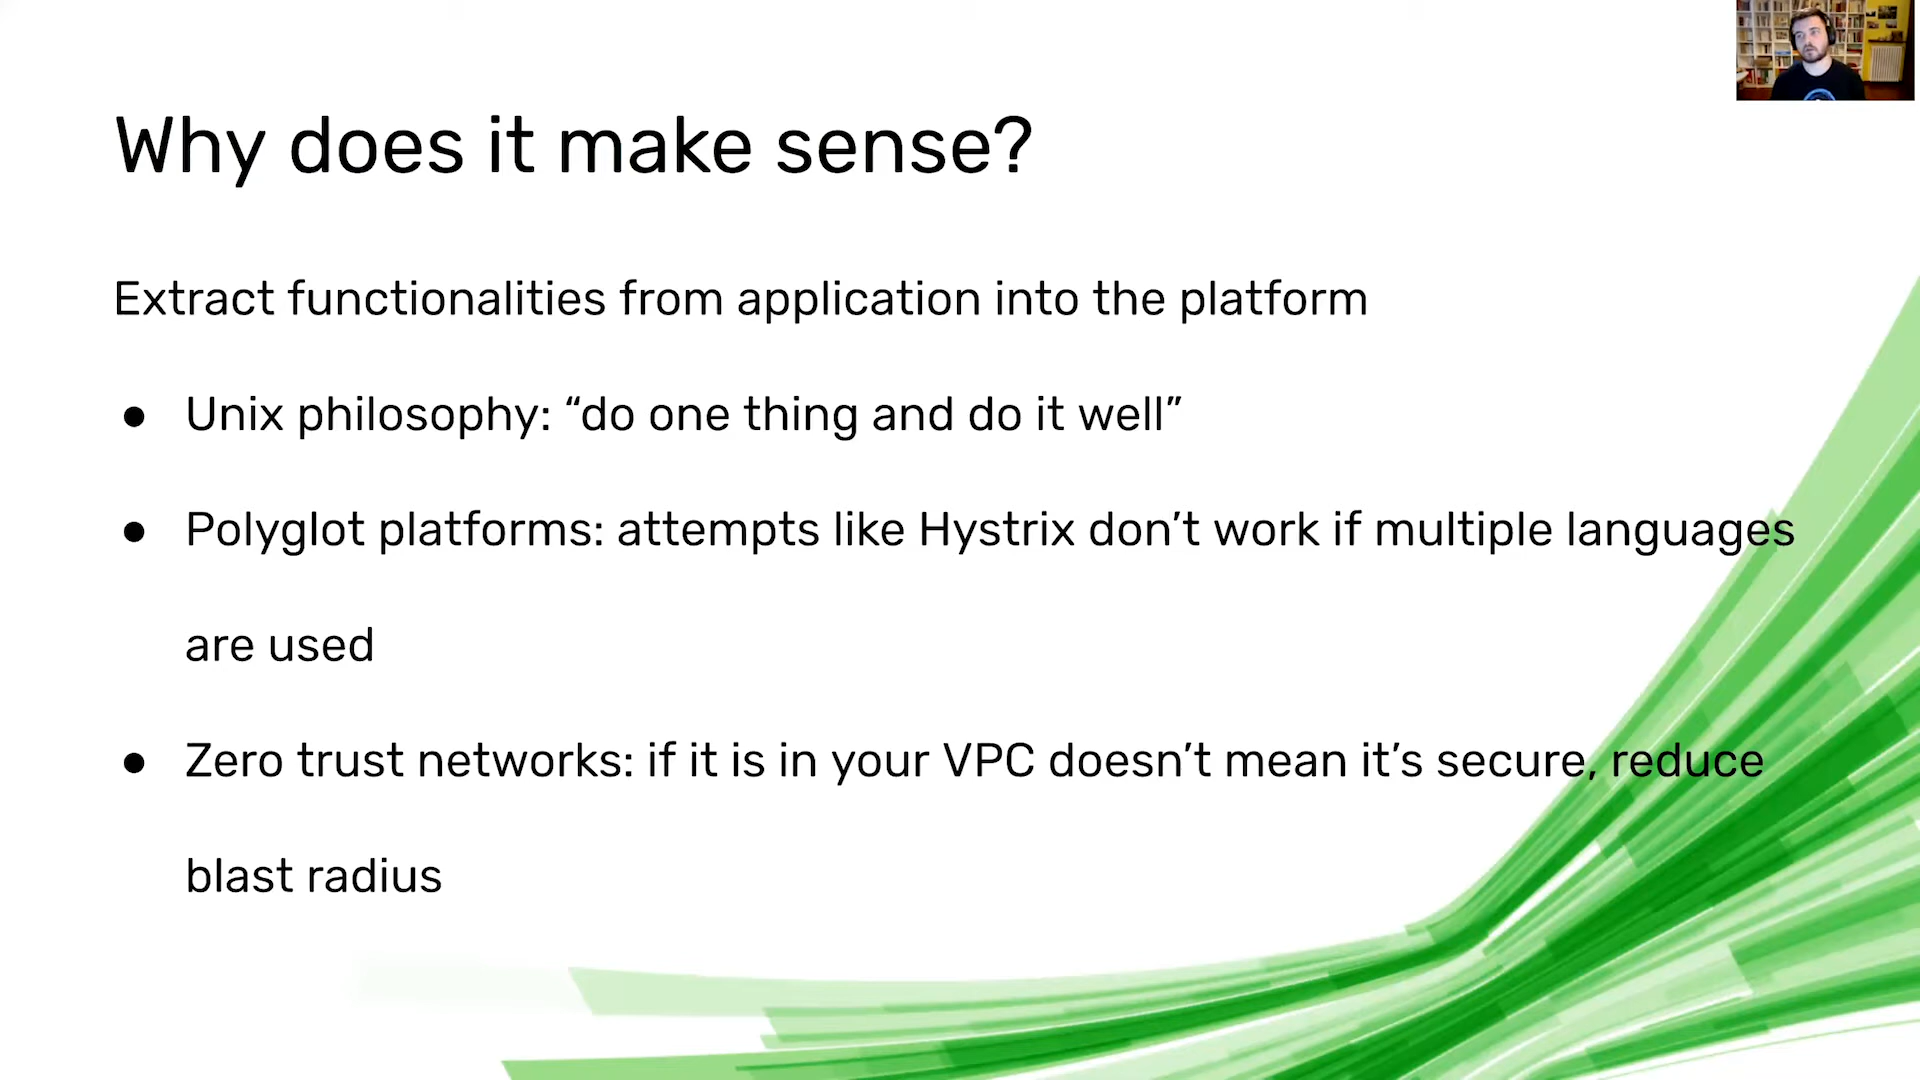 Why does it make sense?
Extract functionalities from application into the platform
● Unix philosophy: “do one thing and do it well”
● Polyglot platforms: attempts like Hystrix don’t work if multiple languages
are used
● Zero trust networks: if it is in your VPC doesn’t mean it’s secure, reduce
blast radius